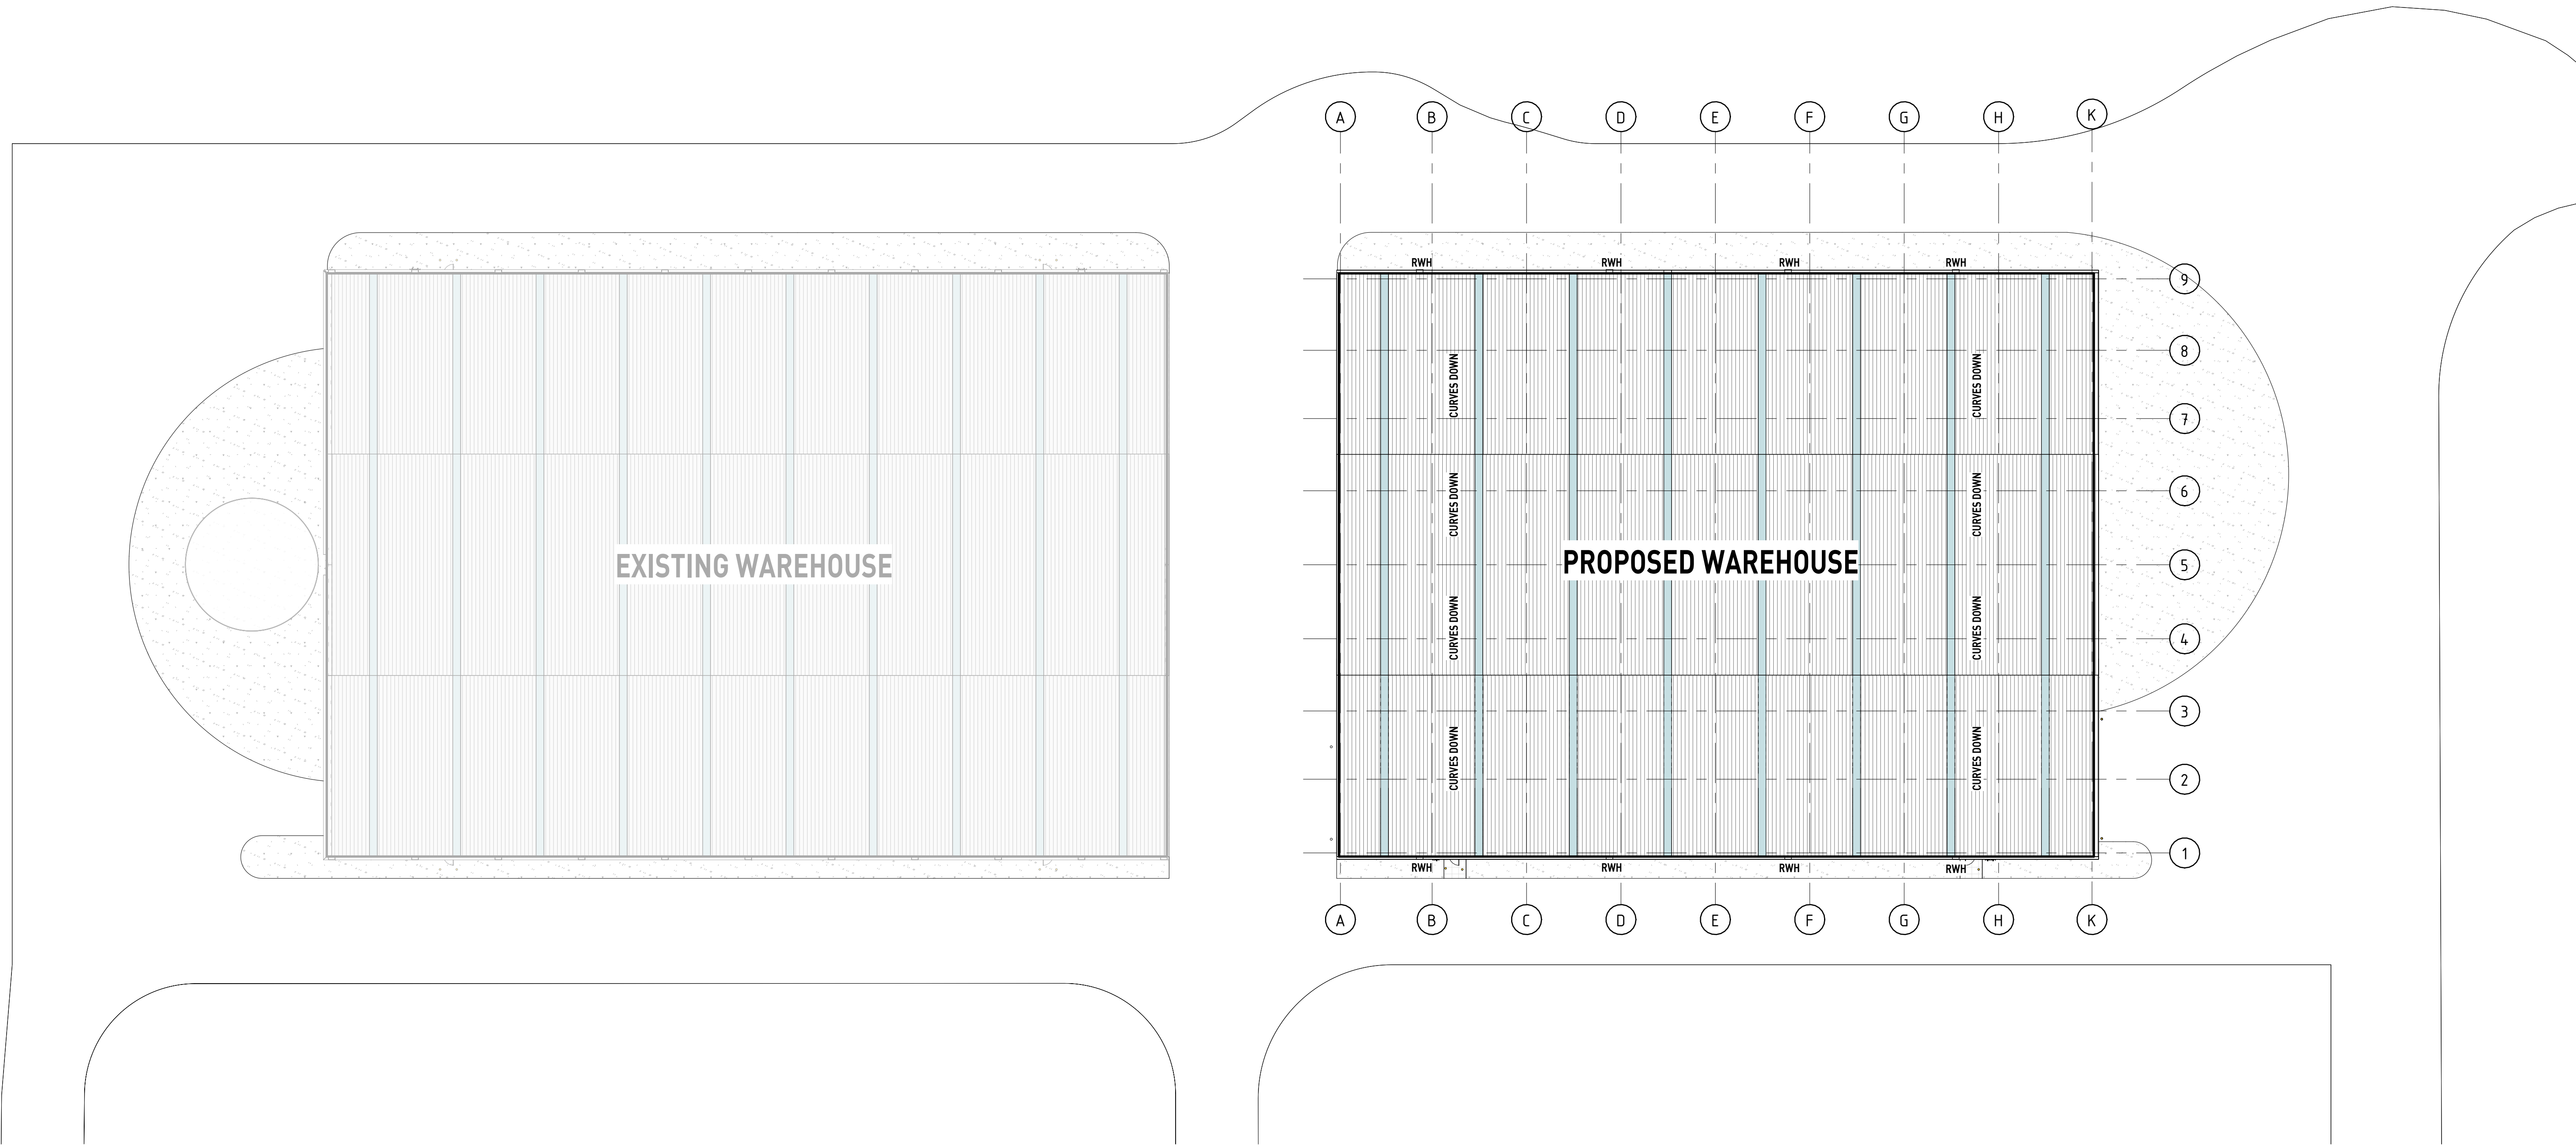 A B C D E F G H K
RWH RWH RWH RWH
9
8
CURVES DOWN CURVES DOWN
7
6
CURVES DOWN CURVES DOWN
EXISTING WAREHOUSE PROPOSED WAREHOUSE
5
CURVES DOWN CURVES DOWN
4
3
CURVES DOWN CURVES DOWN
2
1
RWH RWH RWH RWH
A B C D E F G H K